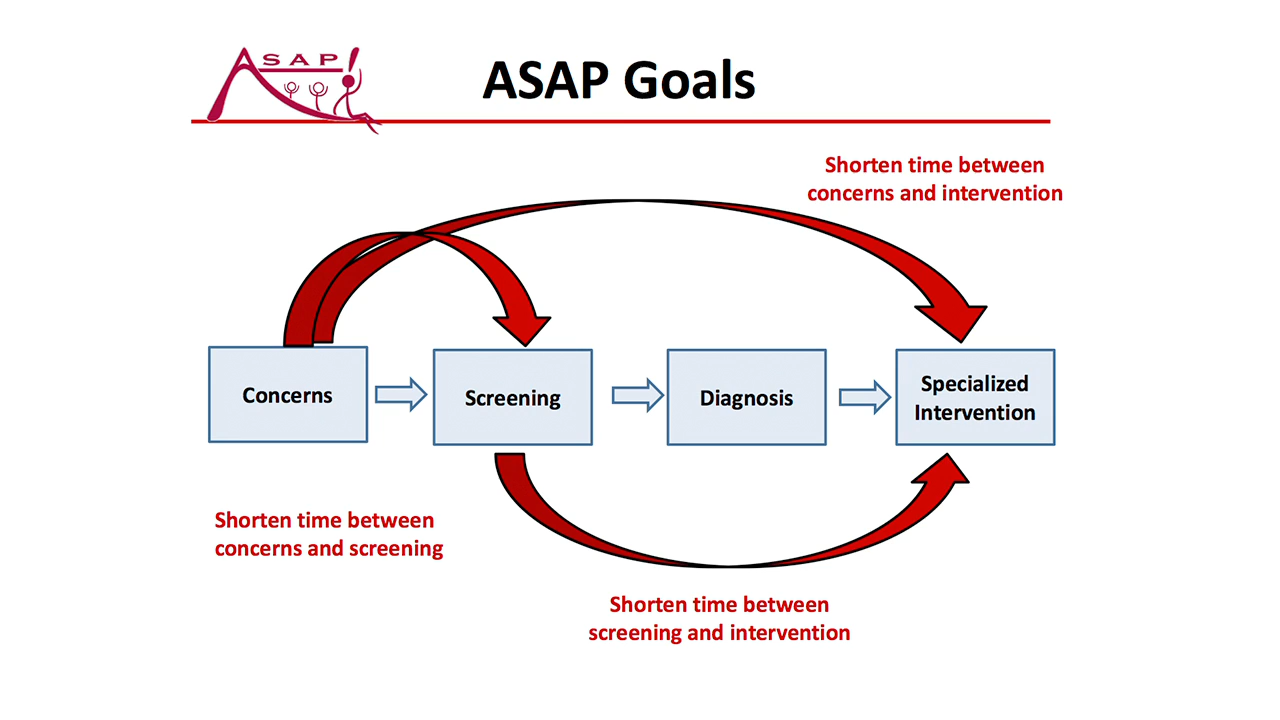 ASAP!
ASAP Goals
Shorten time between
concerns and intervention
Concerns
Screening
Diagnosis
Specialized
Intervention
Shorten time between
concerns and screening
Shorten time between
screening and intervention